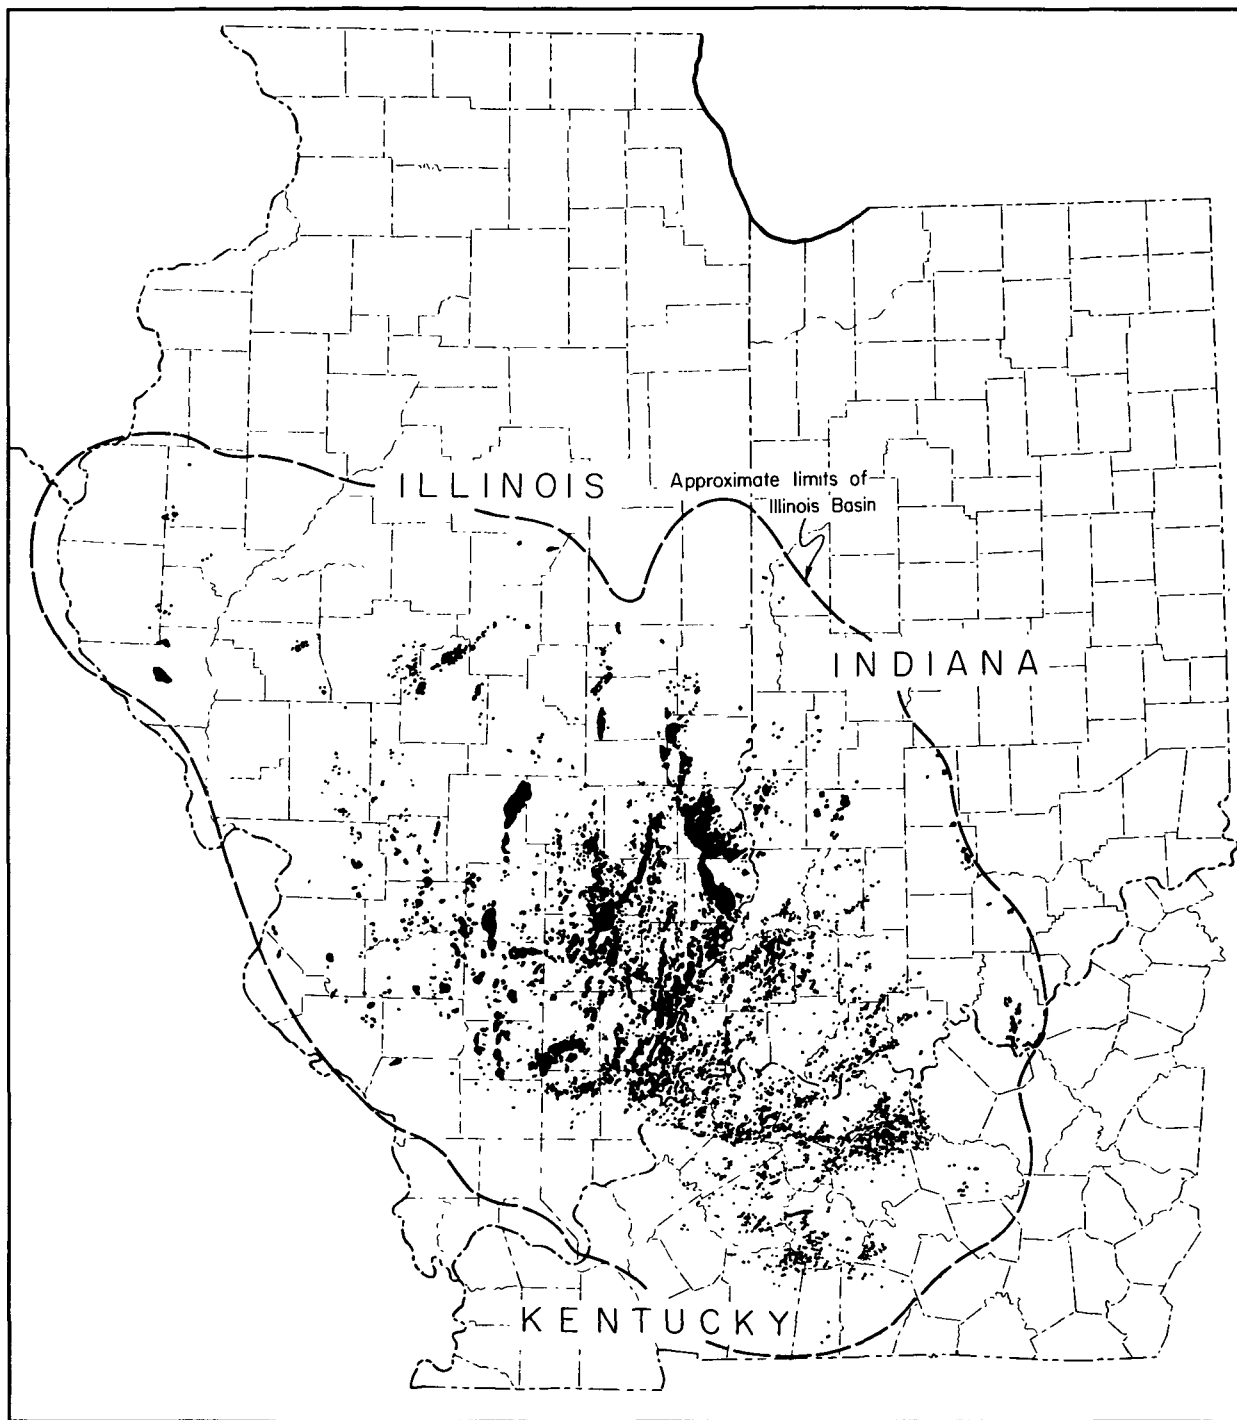 ILLINOIS
Approximate limits of
Illinois Basin
INDIANA
KENTUCKY